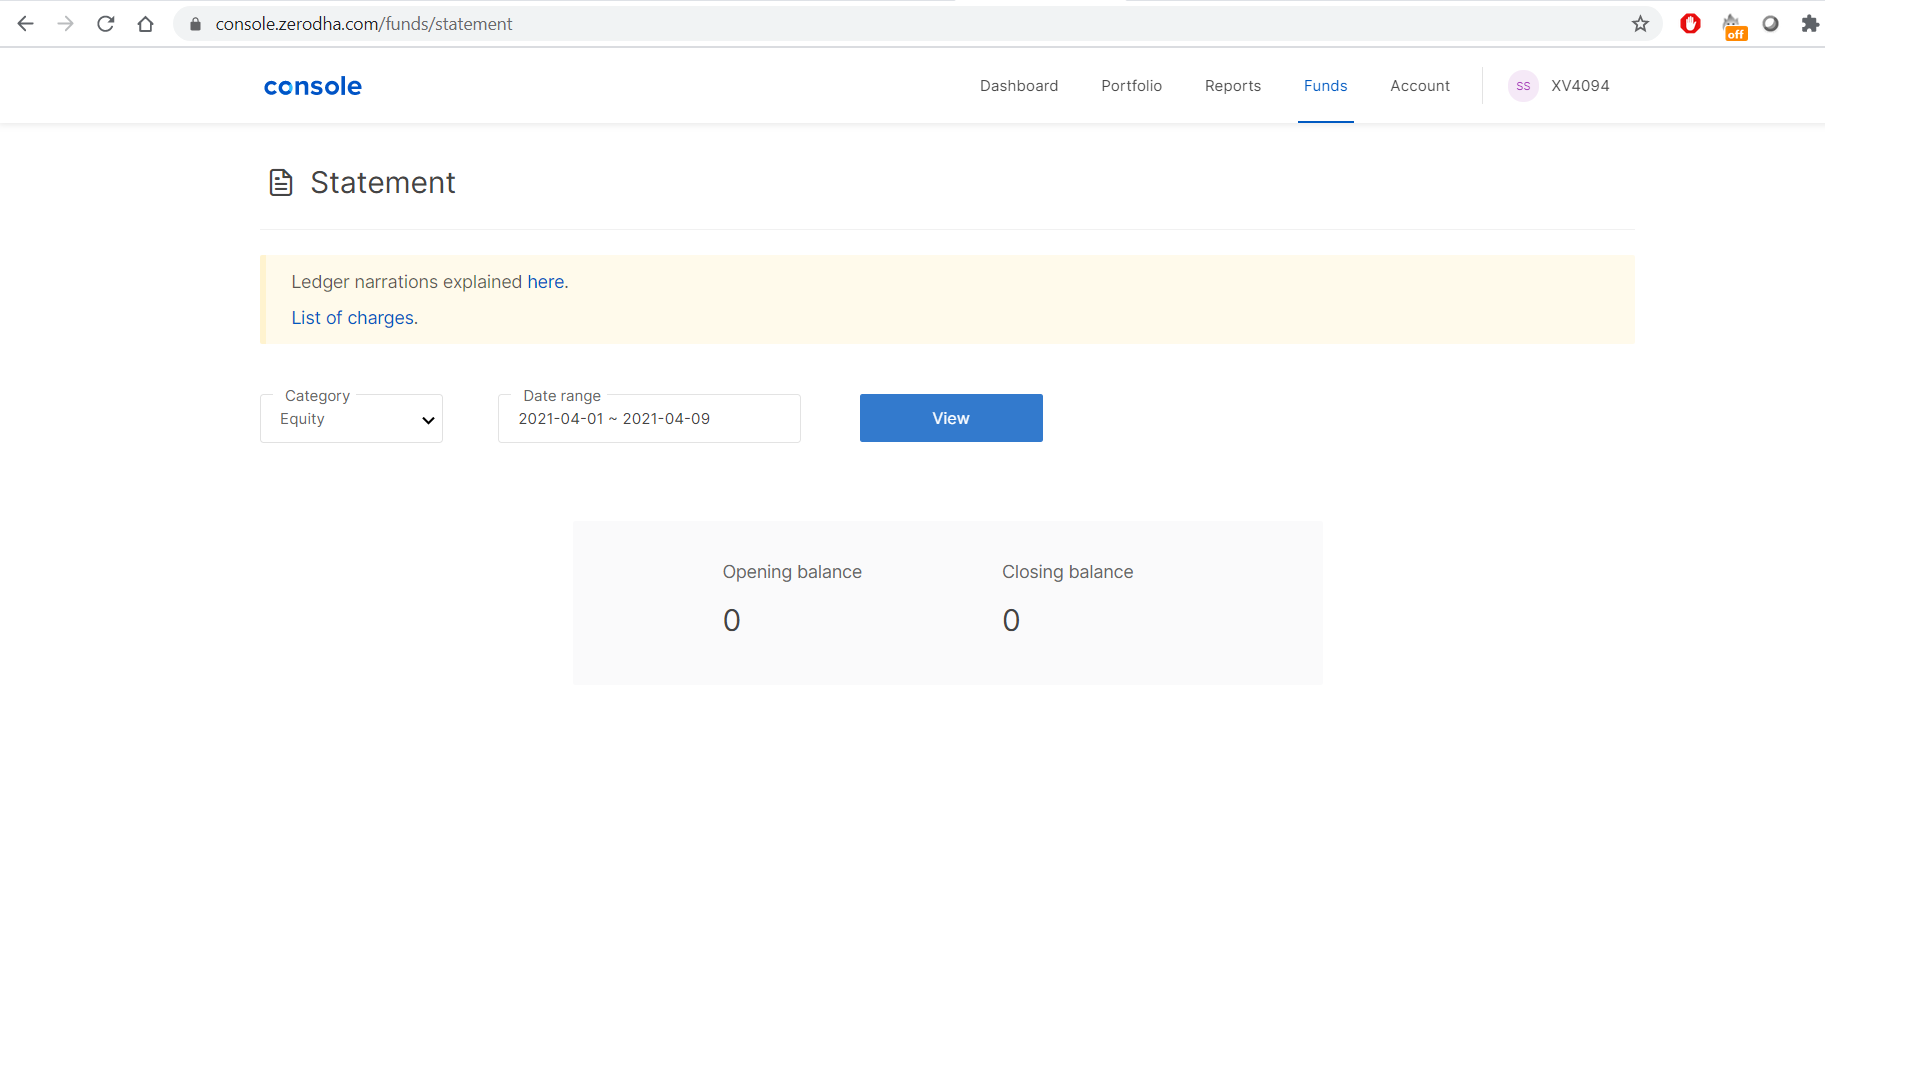 console.zerodha.com/funds/statement
off
console
Dashboard Portfolio Reports Funds Account SS XV4094
Statement
Ledger narrations explained here.
List of charges.
Category
Equity
Date range
2021-04-01 ~ 2021-04-09
View
Opening balance Closing balance
0 0